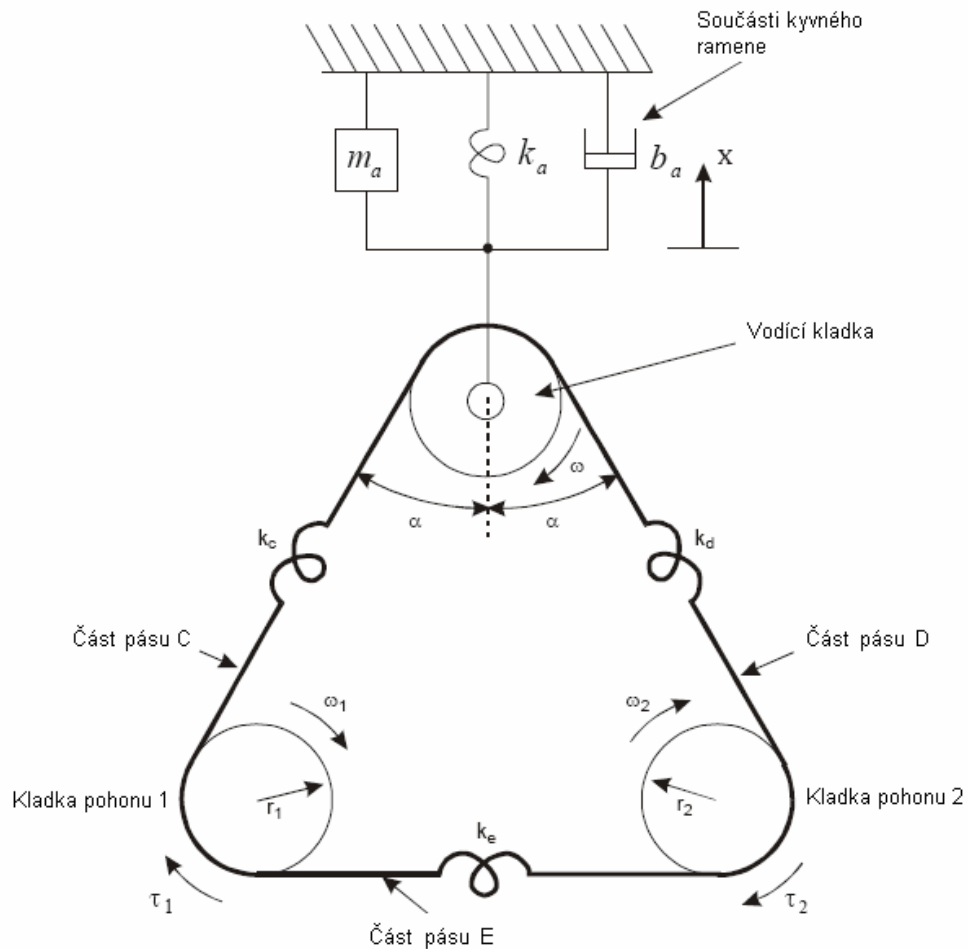 Součásti kyvného
ramene
m_a
k_a
b_a
x
Vodící kladka
ω
α
α
k_c
k_d
Část pásu C
Část pásu D
ω_1
ω_2
Kladka pohonu 1
r_1
r_2
Kladka pohonu 2
k_e
τ_1
τ_2
Část pásu E